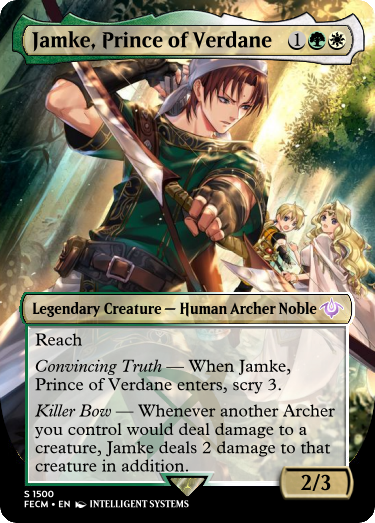 Jamke, Prince of Verdane 1
Legendary Creature — Human Archer Noble
Reach
Convincing Truth — When Jamke,
Prince of Verdane enters, scry 3.
Killer Bow — Whenever another Archer
you control would deal damage to a
creature, Jamke deals 2 damage to that
creature in addition.
2/3
S 1500
FECM • EN INTELLIGENT SYSTEMS